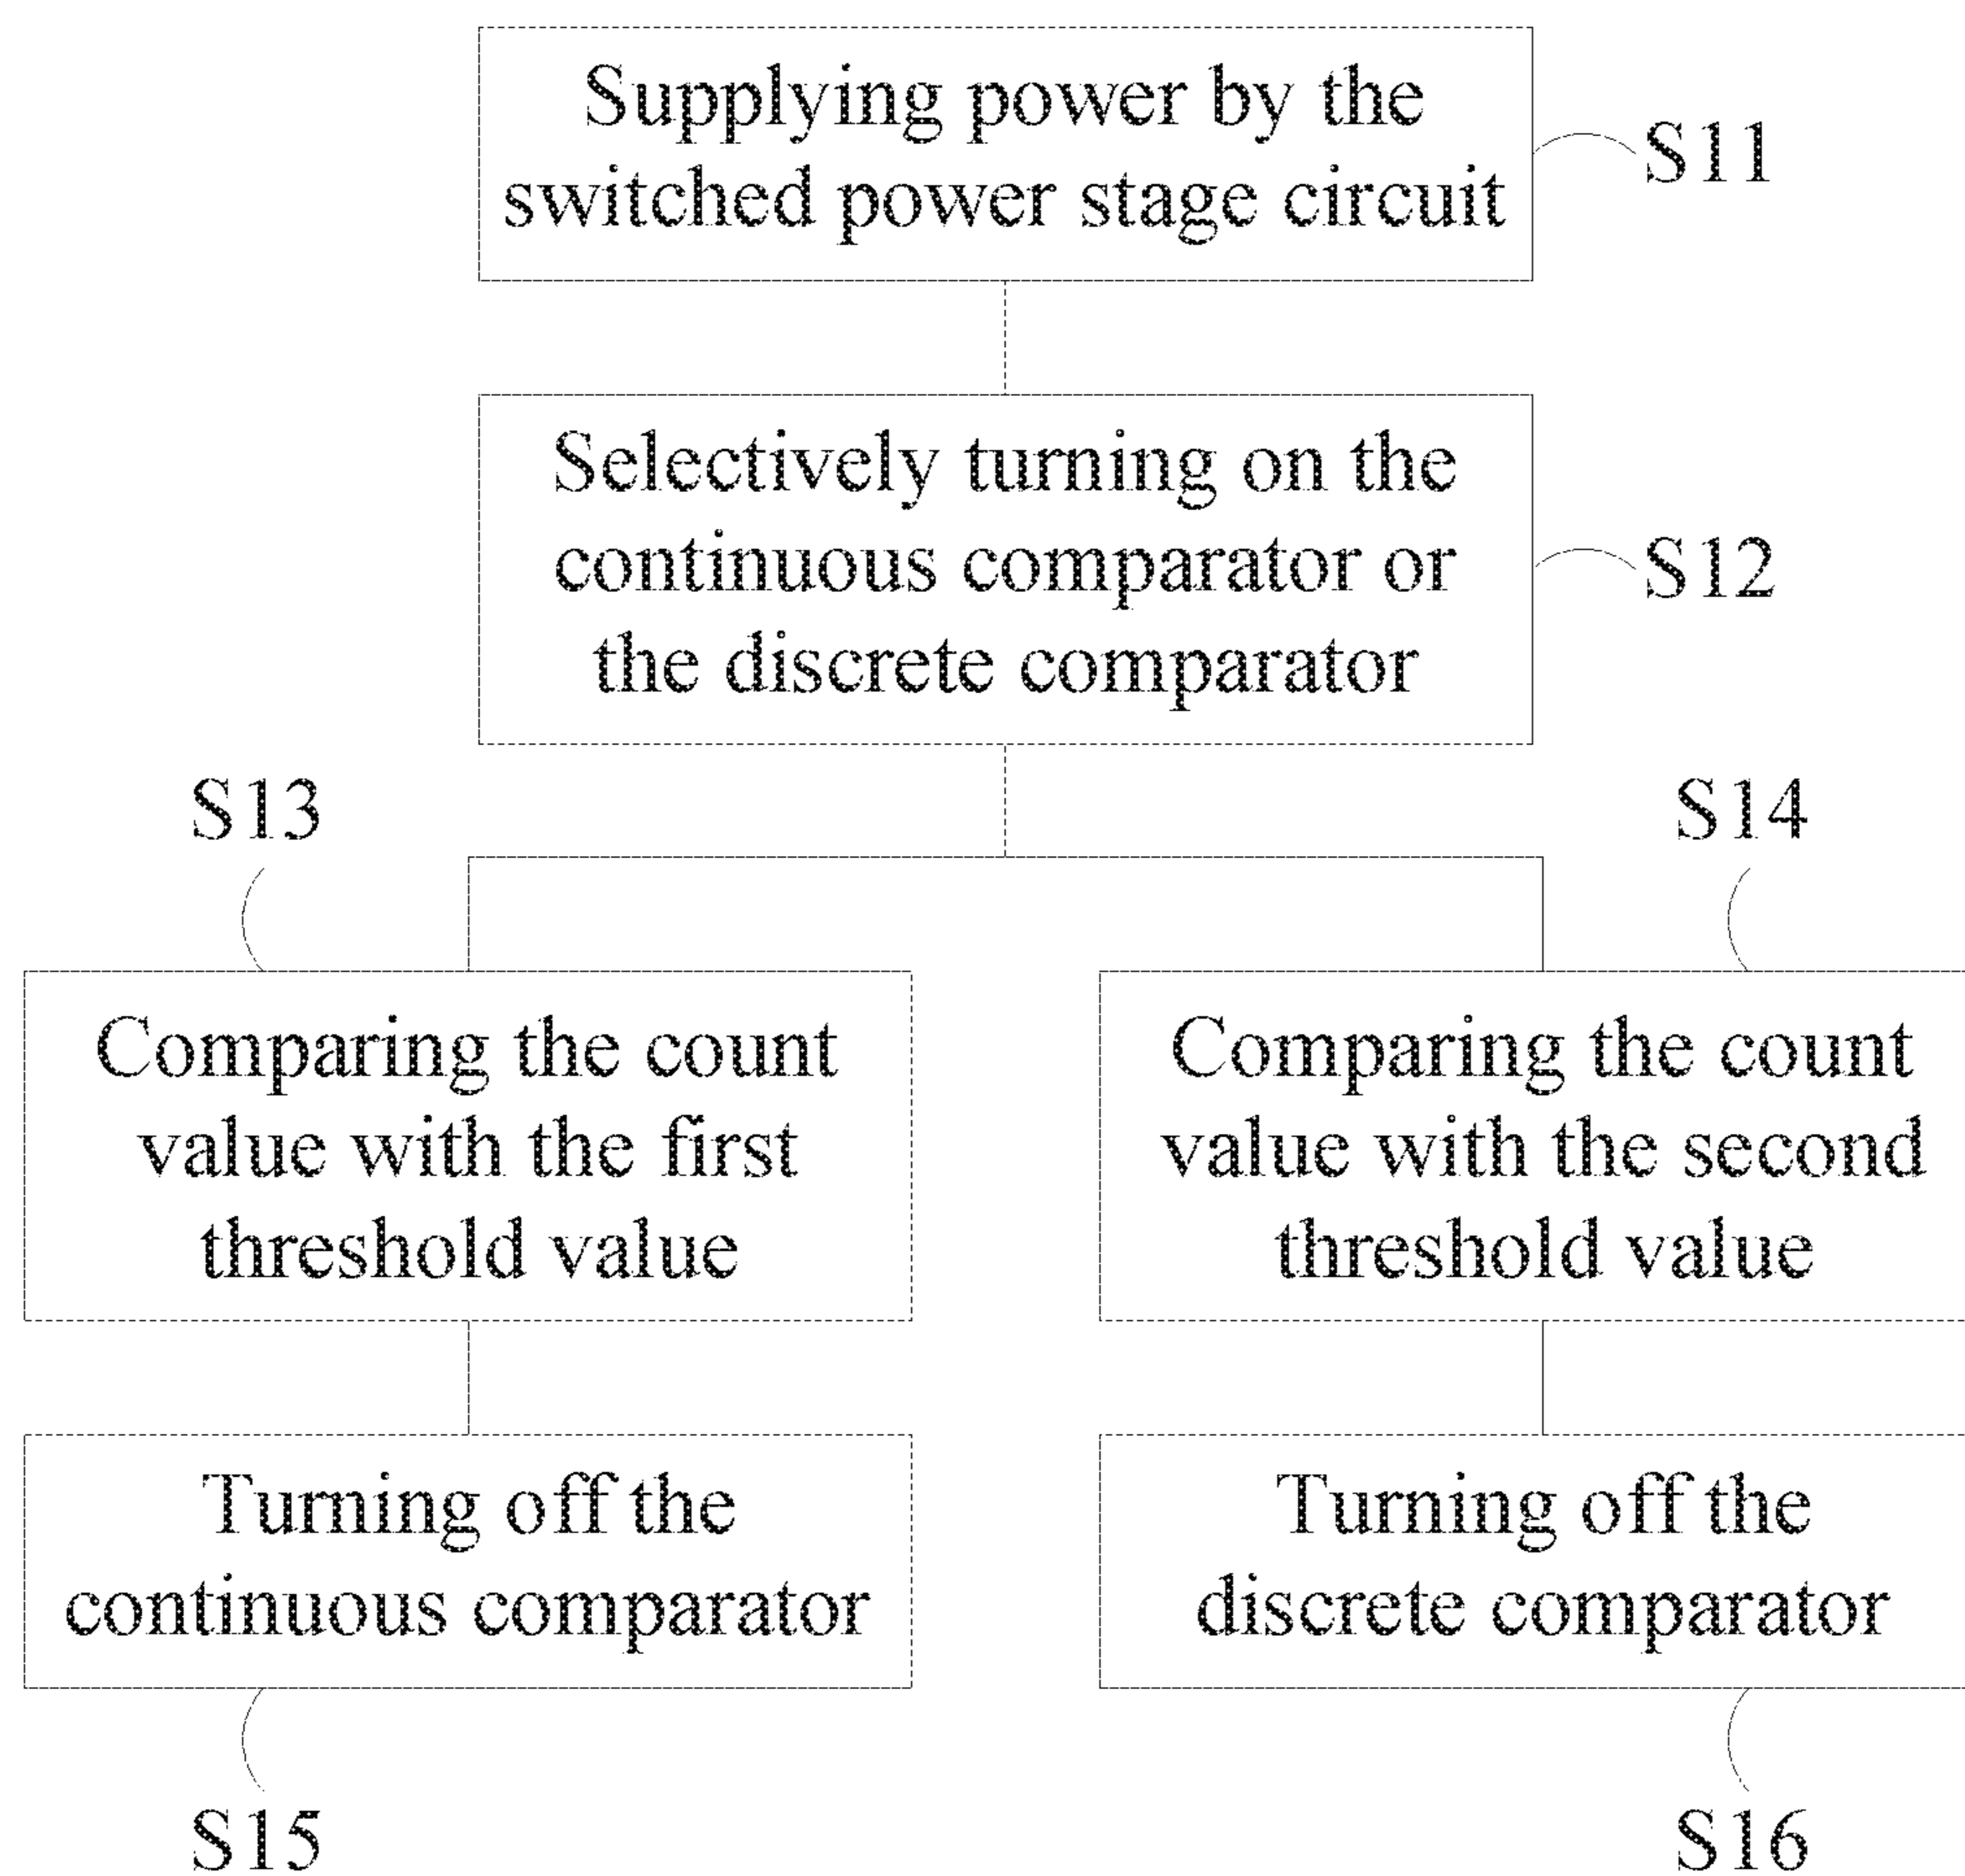 Supplying power by the
switched power stage circuit
S11
Selectively turning on the
continuous comparator or
the discrete comparator
S12
S13
S14
Comparing the count
value with the first
threshold value
Comparing the count
value with the second
threshold value
Turning off the
continuous comparator
Turning off the
discrete comparator
S15
S16